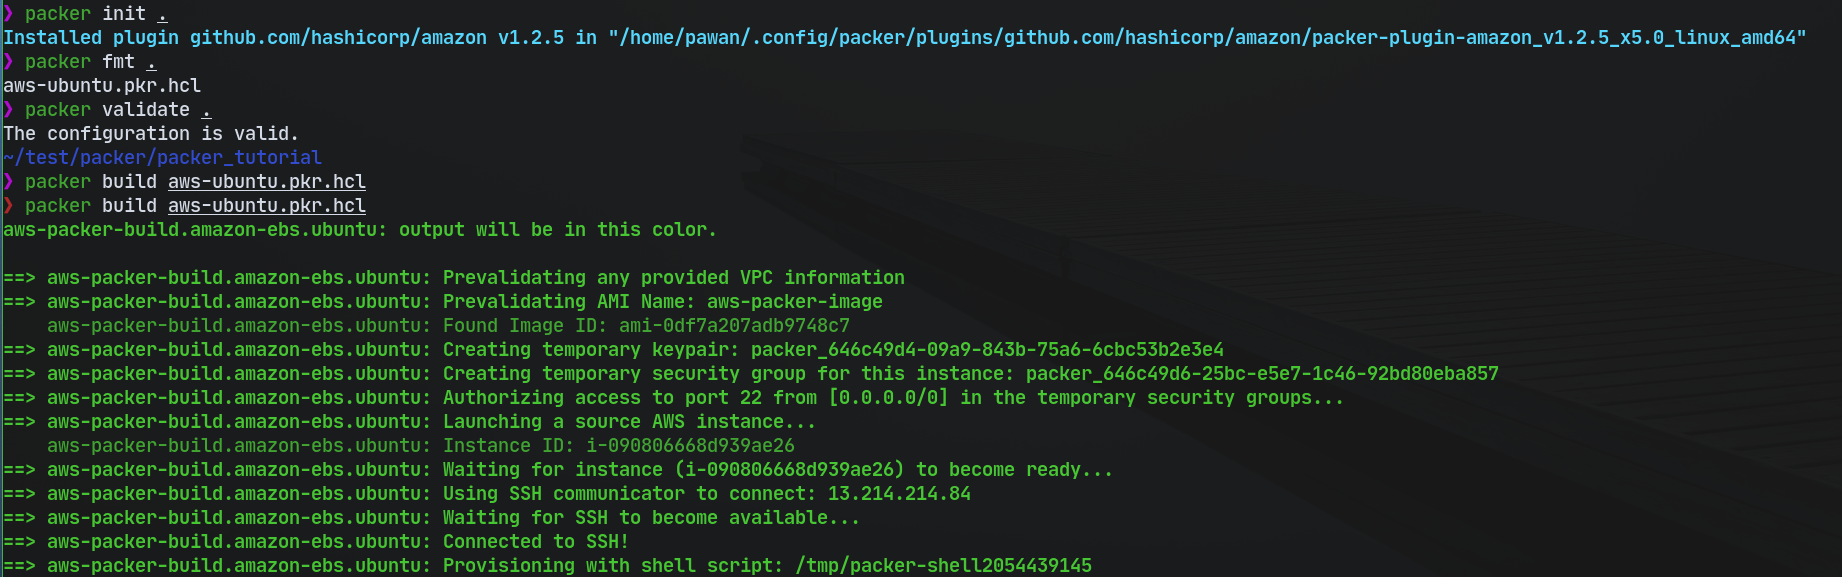 ❯ packer init .
Installed plugin github.com/hashicorp/amazon v1.2.5 in "/home/pawan/.config/packer/plugins/github.com/hashicorp/amazon/packer-plugin-amazon_v1.2.5_x5.0_linux_amd64"
❯ packer fmt .
aws-ubuntu.pkr.hcl
❯ packer validate .
The configuration is valid.
~/test/packer/packer_tutorial
❯ packer build aws-ubuntu.pkr.hcl
❯ packer build aws-ubuntu.pkr.hcl
aws-packer-build.amazon-ebs.ubuntu: output will be in this color.

==> aws-packer-build.amazon-ebs.ubuntu: Prevalidating any provided VPC information
==> aws-packer-build.amazon-ebs.ubuntu: Prevalidating AMI Name: aws-packer-image
    aws-packer-build.amazon-ebs.ubuntu: Found Image ID: ami-0df7a207adb9748c7
==> aws-packer-build.amazon-ebs.ubuntu: Creating temporary keypair: packer_646c49d4-09a9-843b-75a6-6cbc53b2e3e4
==> aws-packer-build.amazon-ebs.ubuntu: Creating temporary security group for this instance: packer_646c49d6-25bc-e5e7-1c46-92bd80eba857
==> aws-packer-build.amazon-ebs.ubuntu: Authorizing access to port 22 from [0.0.0.0/0] in the temporary security groups...
==> aws-packer-build.amazon-ebs.ubuntu: Launching a source AWS instance...
    aws-packer-build.amazon-ebs.ubuntu: Instance ID: i-090806668d939ae26
==> aws-packer-build.amazon-ebs.ubuntu: Waiting for instance (i-090806668d939ae26) to become ready...
==> aws-packer-build.amazon-ebs.ubuntu: Using SSH communicator to connect: 13.214.214.84
==> aws-packer-build.amazon-ebs.ubuntu: Waiting for SSH to become available...
==> aws-packer-build.amazon-ebs.ubuntu: Connected to SSH!
==> aws-packer-build.amazon-ebs.ubuntu: Provisioning with shell script: /tmp/packer-shell2054439145